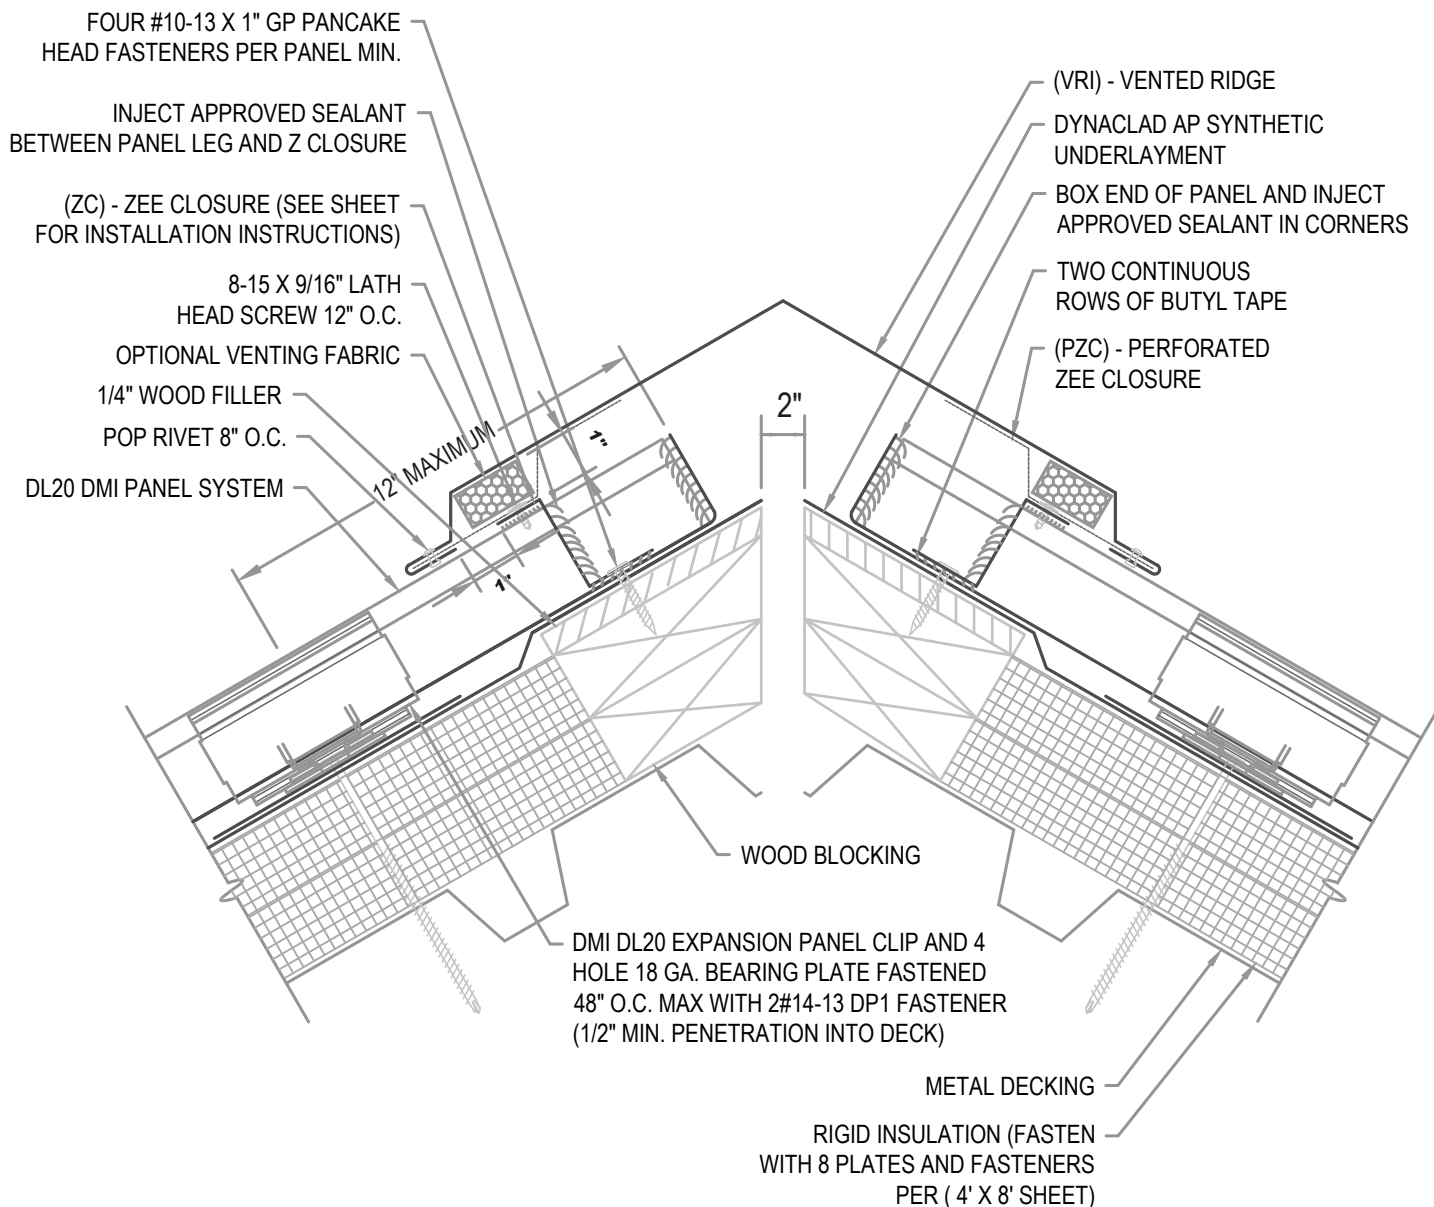 FOUR #10-13 X 1" GP PANCAKE
HEAD FASTENERS PER PANEL MIN.
INJECT APPROVED SEALANT
BETWEEN PANEL LEG AND Z CLOSURE
(ZC) - ZEE CLOSURE (SEE SHEET
FOR INSTALLATION INSTRUCTIONS)
8-15 X 9/16" LATH
HEAD SCREW 12" O.C.
OPTIONAL VENTING FABRIC
1/4" WOOD FILLER
POP RIVET 8" O.C.
DL20 DMI PANEL SYSTEM
12" MAXIMUM
1"
1"
2"
(VRI) - VENTED RIDGE
DYNACLAD AP SYNTHETIC
UNDERLAYMENT
BOX END OF PANEL AND INJECT
APPROVED SEALANT IN CORNERS
TWO CONTINUOUS
ROWS OF BUTYL TAPE
(PZC) - PERFORATED
ZEE CLOSURE
WOOD BLOCKING
DMI DL20 EXPANSION PANEL CLIP AND 4
HOLE 18 GA. BEARING PLATE FASTENED
48" O.C. MAX WITH 2#14-13 DP1 FASTENER
(1/2" MIN. PENETRATION INTO DECK)
METAL DECKING
RIGID INSULATION (FASTEN
WITH 8 PLATES AND FASTENERS
PER ( 4' X 8' SHEET)